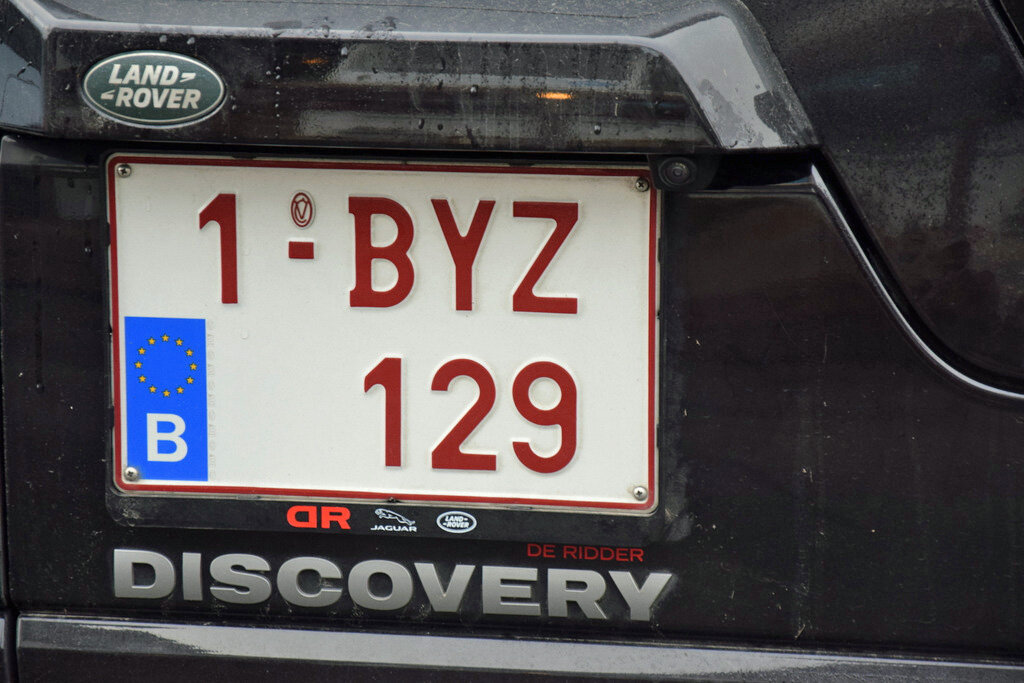 LAND-
-ROVER
1-BYZ
129
B
DR JAGUAR LAND-
-ROVER
DE RIDDER
DISCOVERY